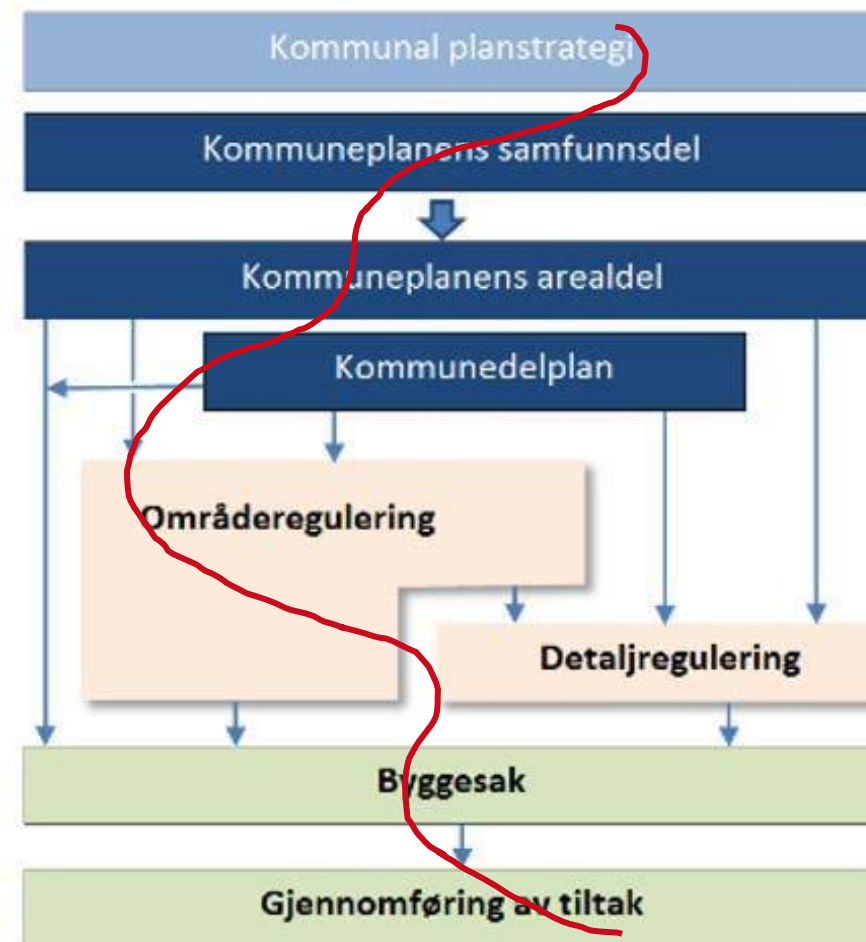 Kommunal planstrategi
Kommuneplanens samfunnsdel
Kommuneplanens arealdel
Kommunedelplan
Områderegulering
Detaljregulering
Byggesak
Gjennomføring av tiltak